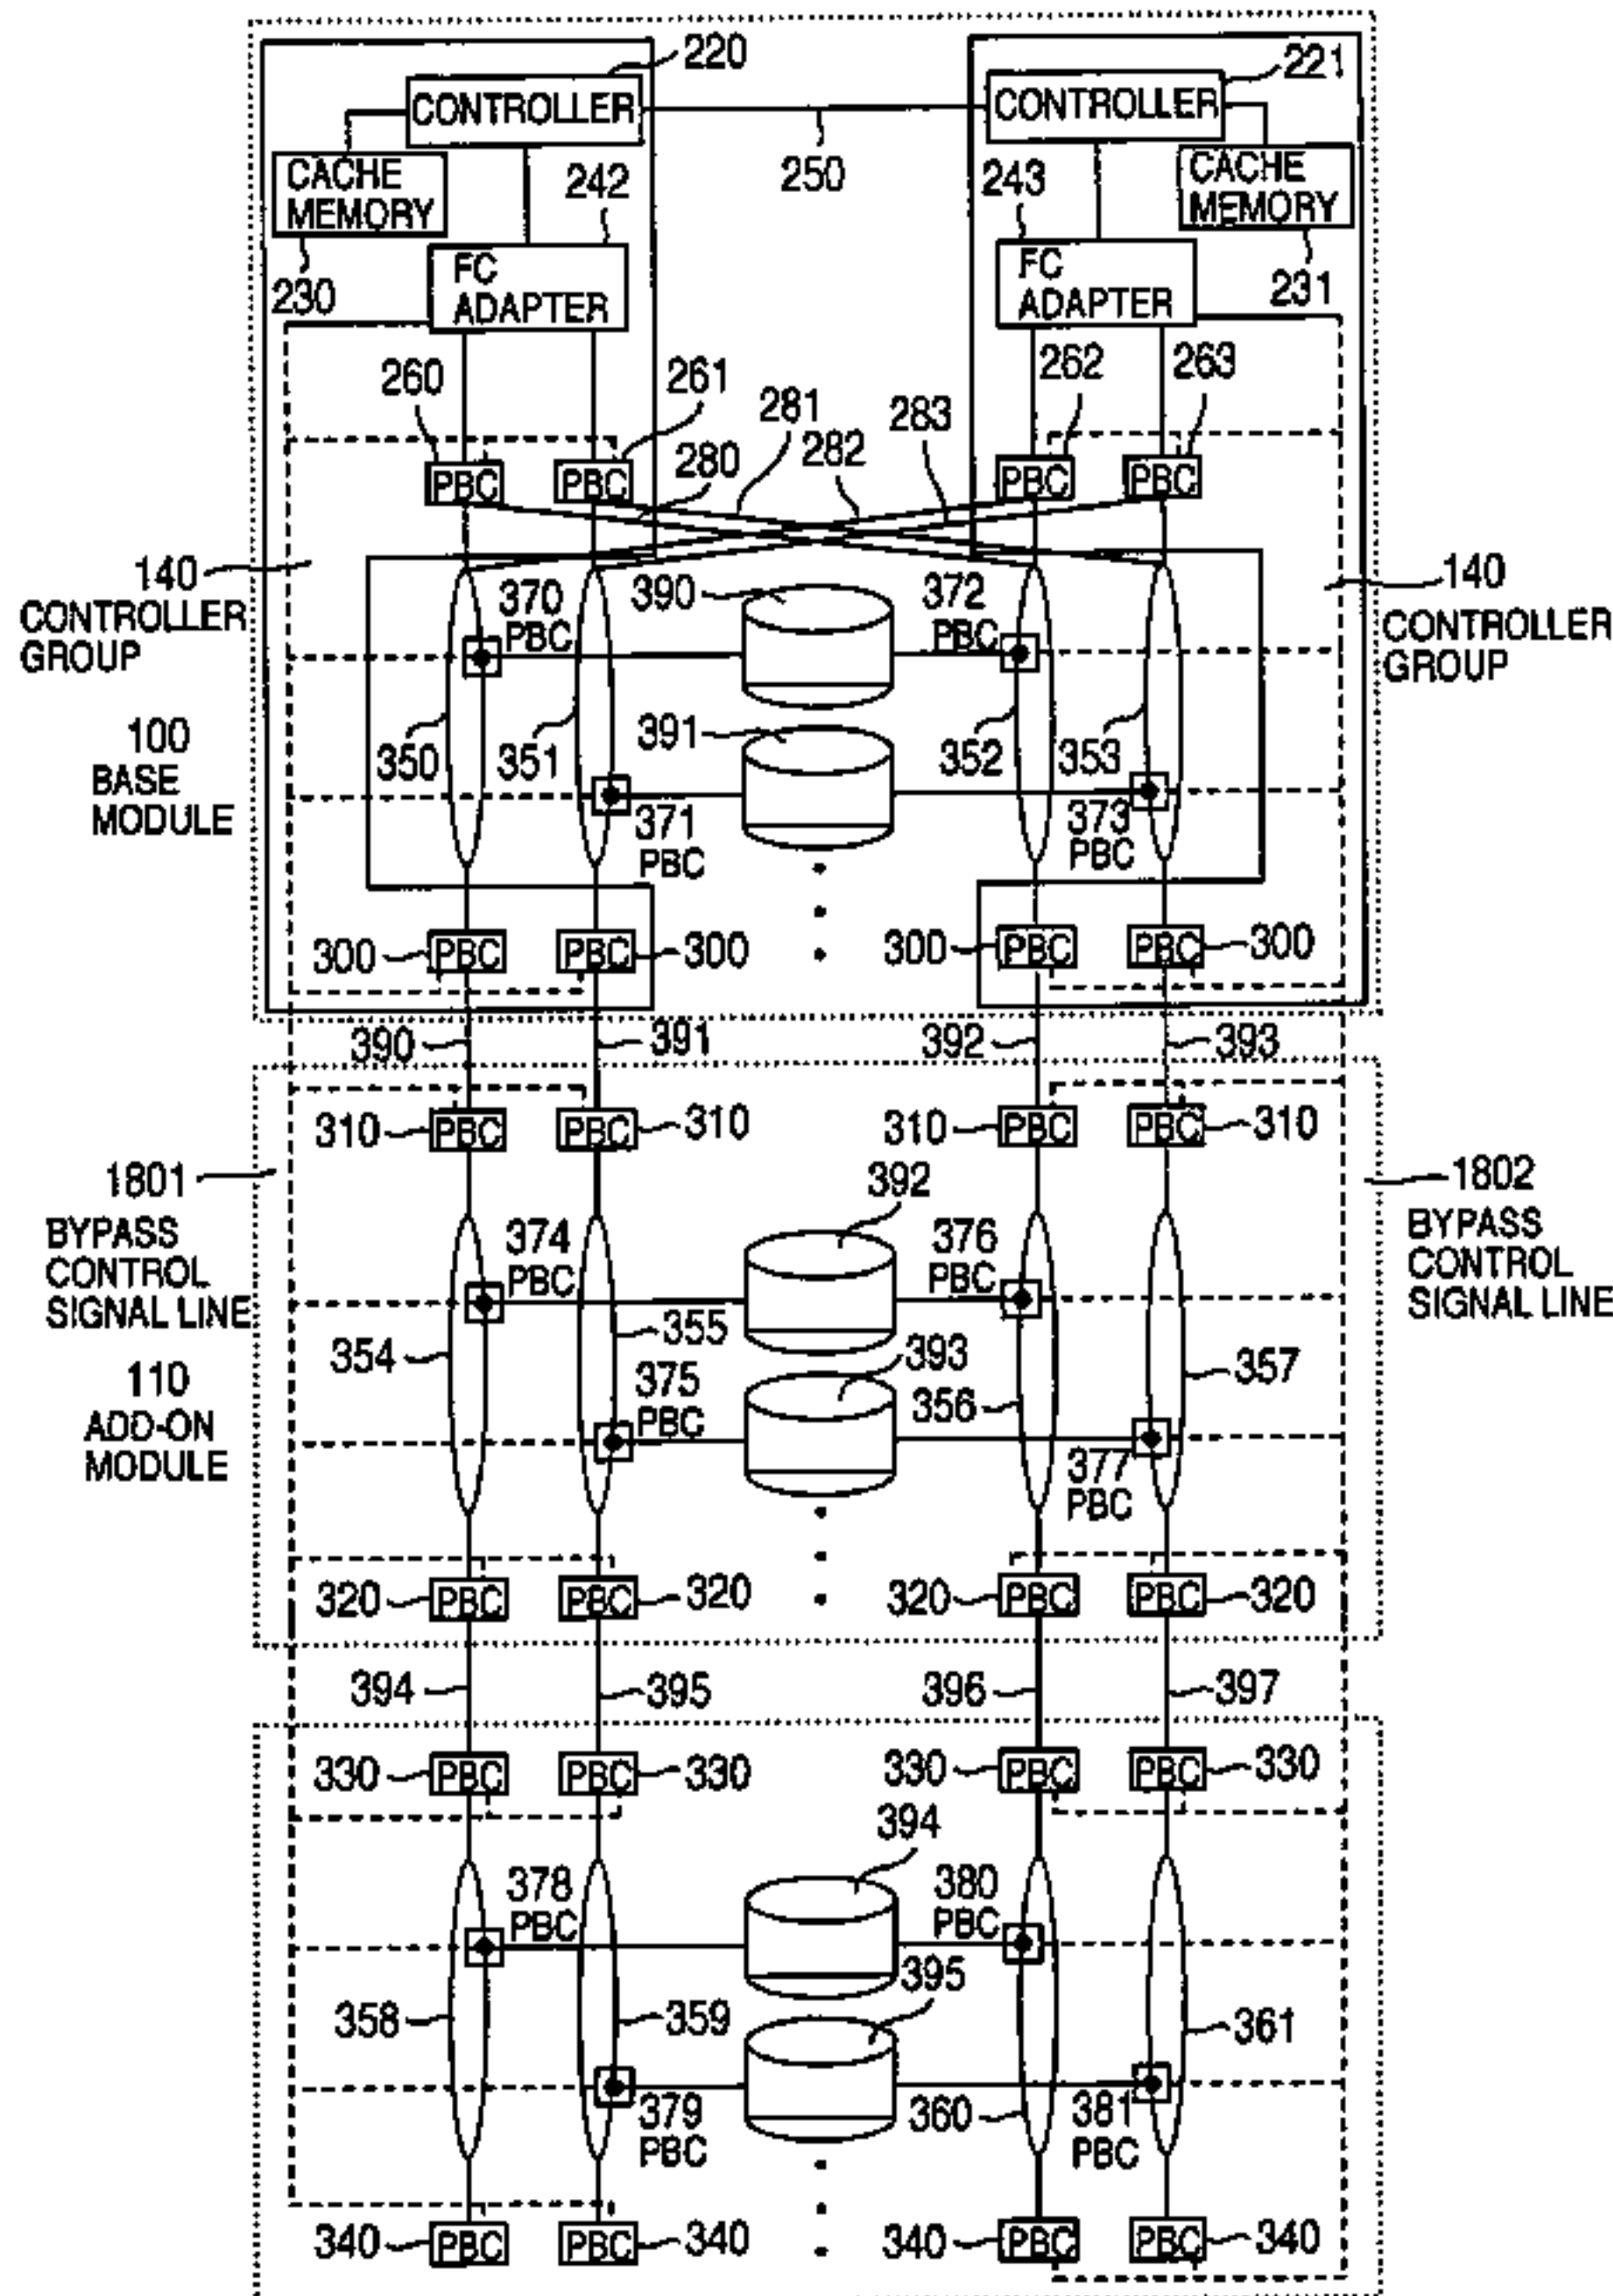 220
221
CONTROLLER
CONTROLLER
250
CACHE
MEMORY
242
243
CACHE
MEMORY
FC
ADAPTER
FC
ADAPTER
230
231
260
261
262
263
281
283
280
282
PBC
PBC
PBC
PBC
140
CONTROLLER
GROUP
140
CONTROLLER
GROUP
370
PBC
390
372
PBC
100
BASE
MODULE
350
351
391
352
353
371
PBC
373
PBC
300
PBC
PBC
300
300
PBC
PBC
300
390
391
392
393
310
PBC
PBC
310
310
PBC
PBC
310
1801
BYPASS
CONTROL
SIGNAL LINE
1802
BYPASS
CONTROL
SIGNAL LINE
374
PBC
392
376
PBC
354
355
393
356
357
110
ADD-ON
MODULE
375
PBC
377
PBC
320
PBC
PBC
320
320
PBC
PBC
320
394
395
396
397
330
PBC
PBC
330
330
PBC
PBC
330
394
378
PBC
380
PBC
395
358
359
360
361
379
PBC
381
PBC
340
PBC
PBC
340
340
PBC
PBC
340